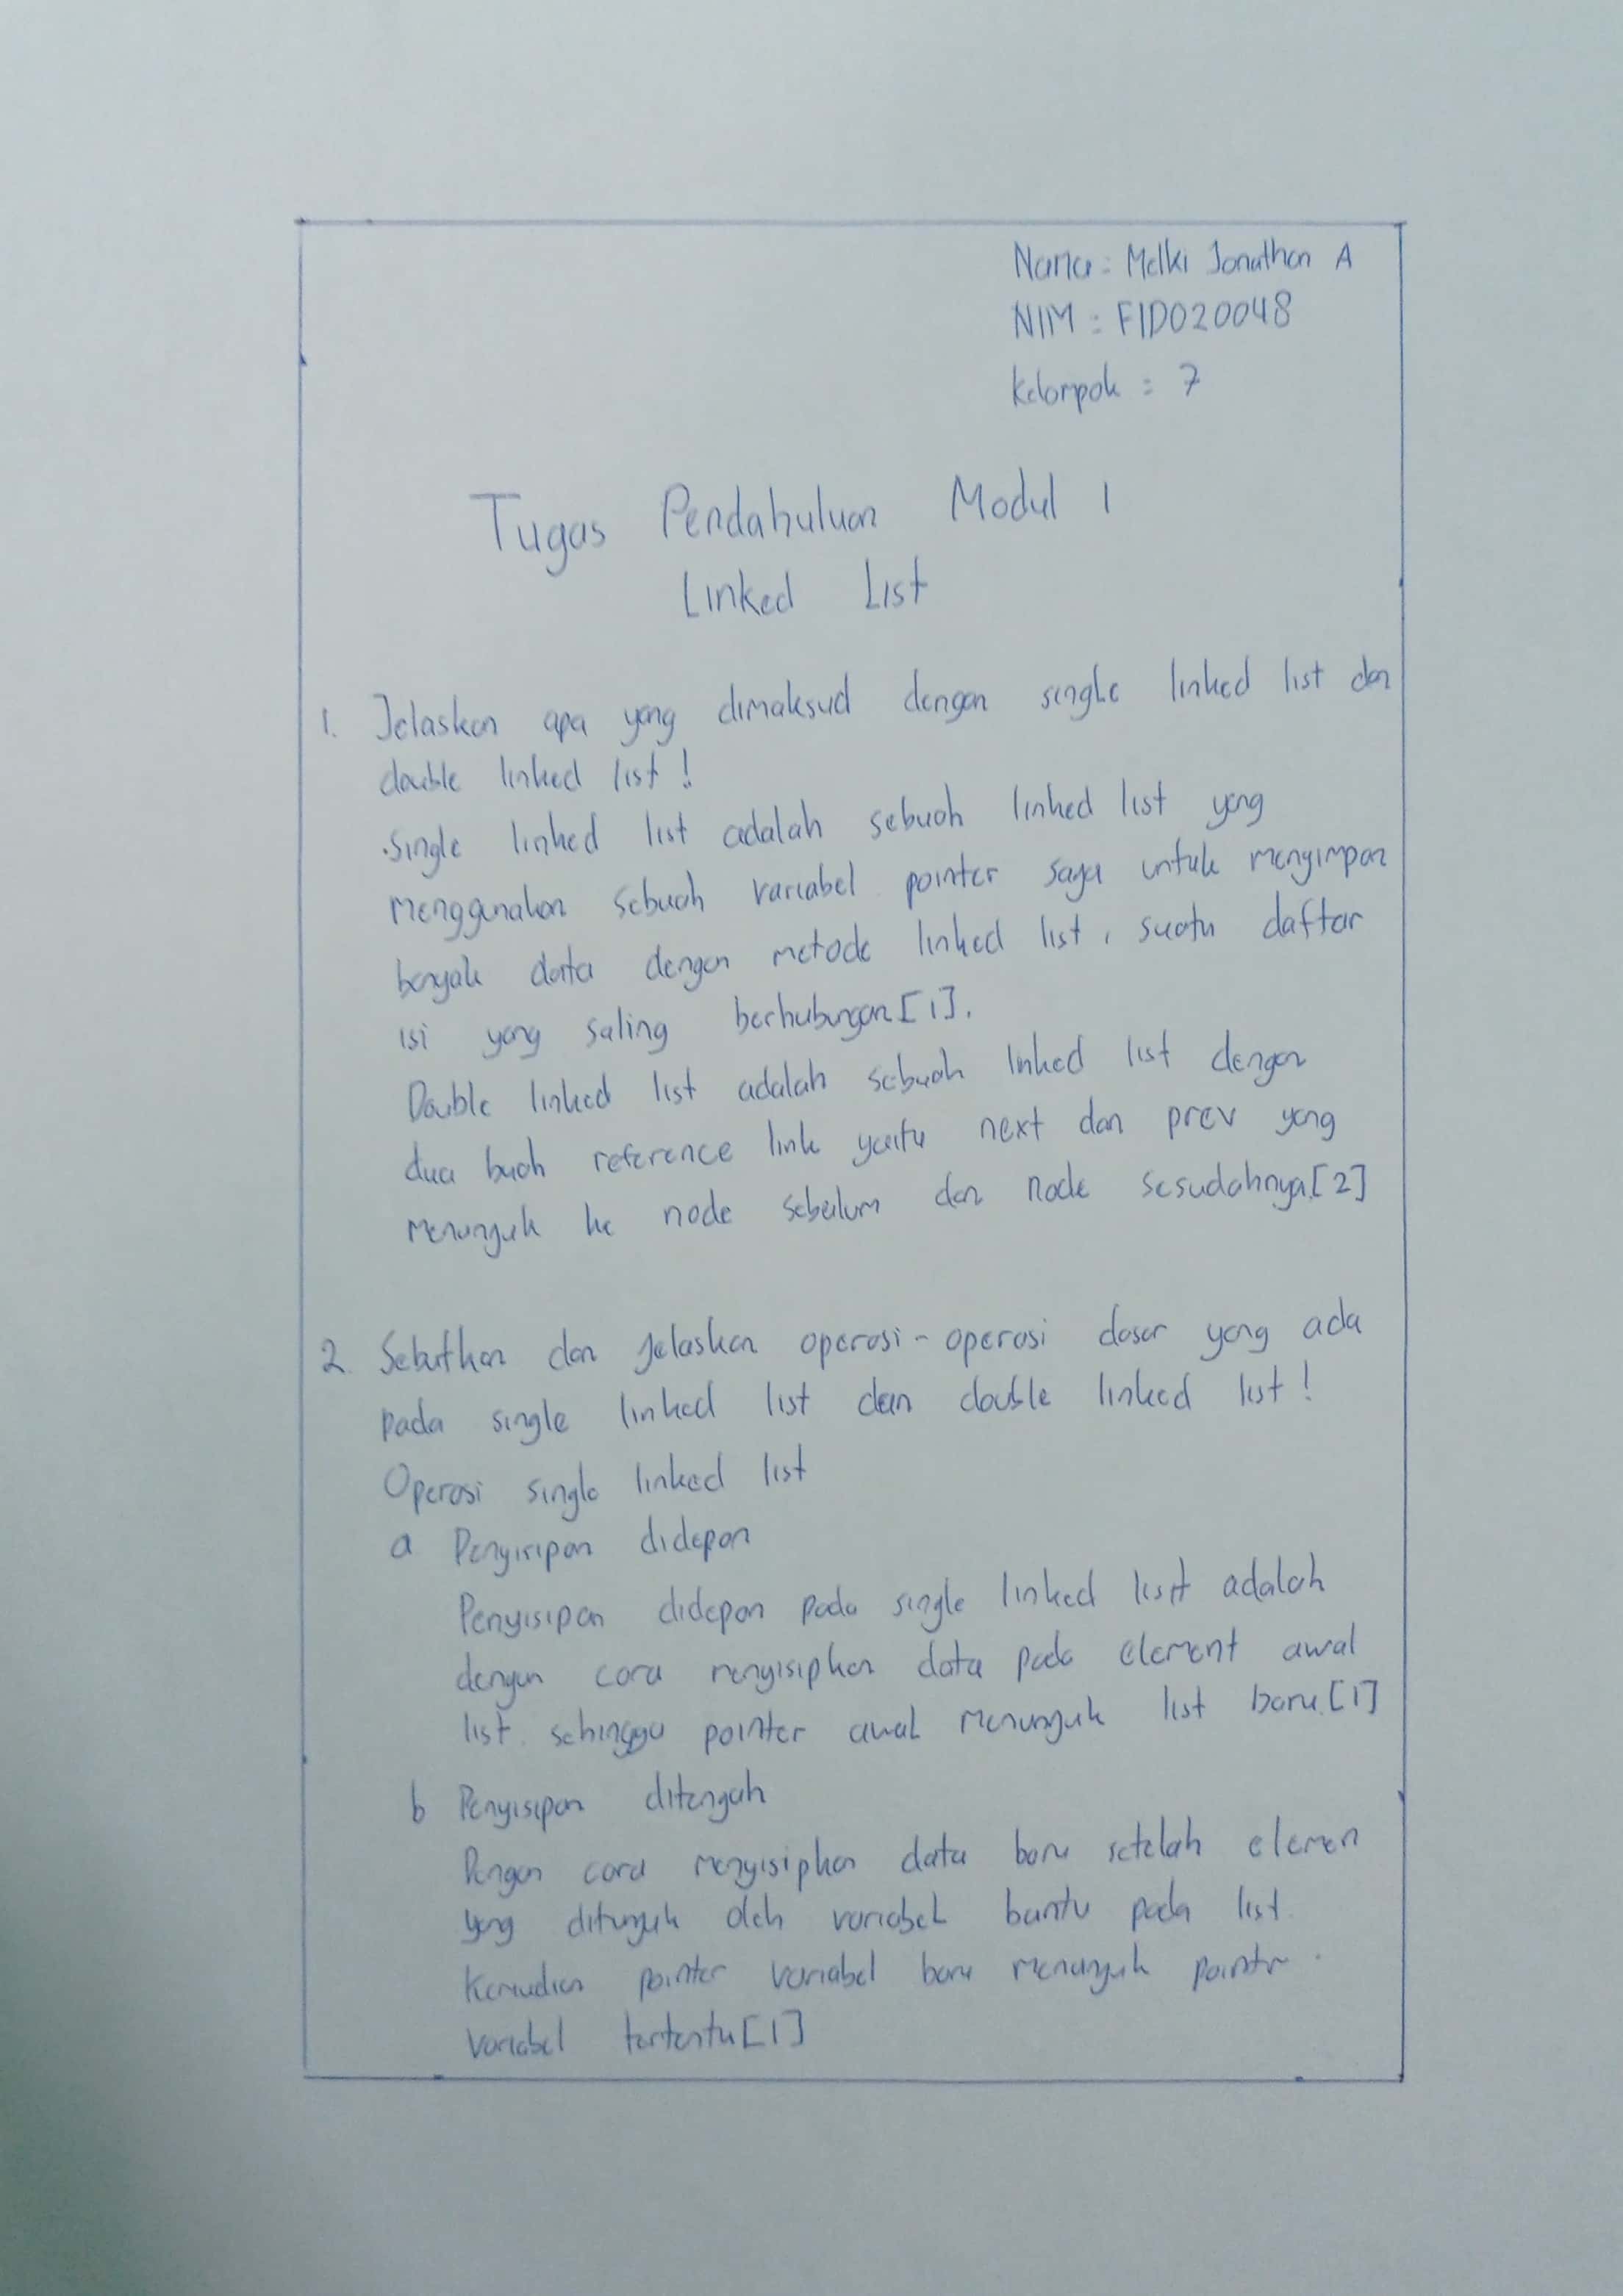 Nama : Melki Jonathan A
NIM : F1D020048
Kelompok : 7
Tugas Pendahuluan Modul 1
Linked List
1. Jelaskan apa yang dimaksud dengan single linked list dan
double linked list !
. Single linked list adalah sebuah linked list yang
menggunakan sebuah variabel pointer saja untuk menyimpan
banyak data dengan metode linked list, suatu daftar
isi yang saling berhubungan [1].
Double linked list adalah sebuah linked list dengan
dua buah reference link yaitu next dan prev yang
menunjuk ke node sebelum dan node sesudahnya.[2]
2. Sebutkan dan jelaskan operasi-operasi dasar yang ada
pada single linked list dan double linked list !
Operasi single linked list
a Penyisipan didepan
Penyisipan didepan pada single linked list adalah
dengan cara menyisipkan data pada element awal
list. sehingga pointer awal menunjuk list baru.[1]
b Penyisipan ditengah
Dengan cara menyisipkan data baru setelah elemen
yang ditunjuk oleh variabel bantu pada list.
Kemudian pointer variabel baru menunjuk pointr.
variabel tertentu [1]